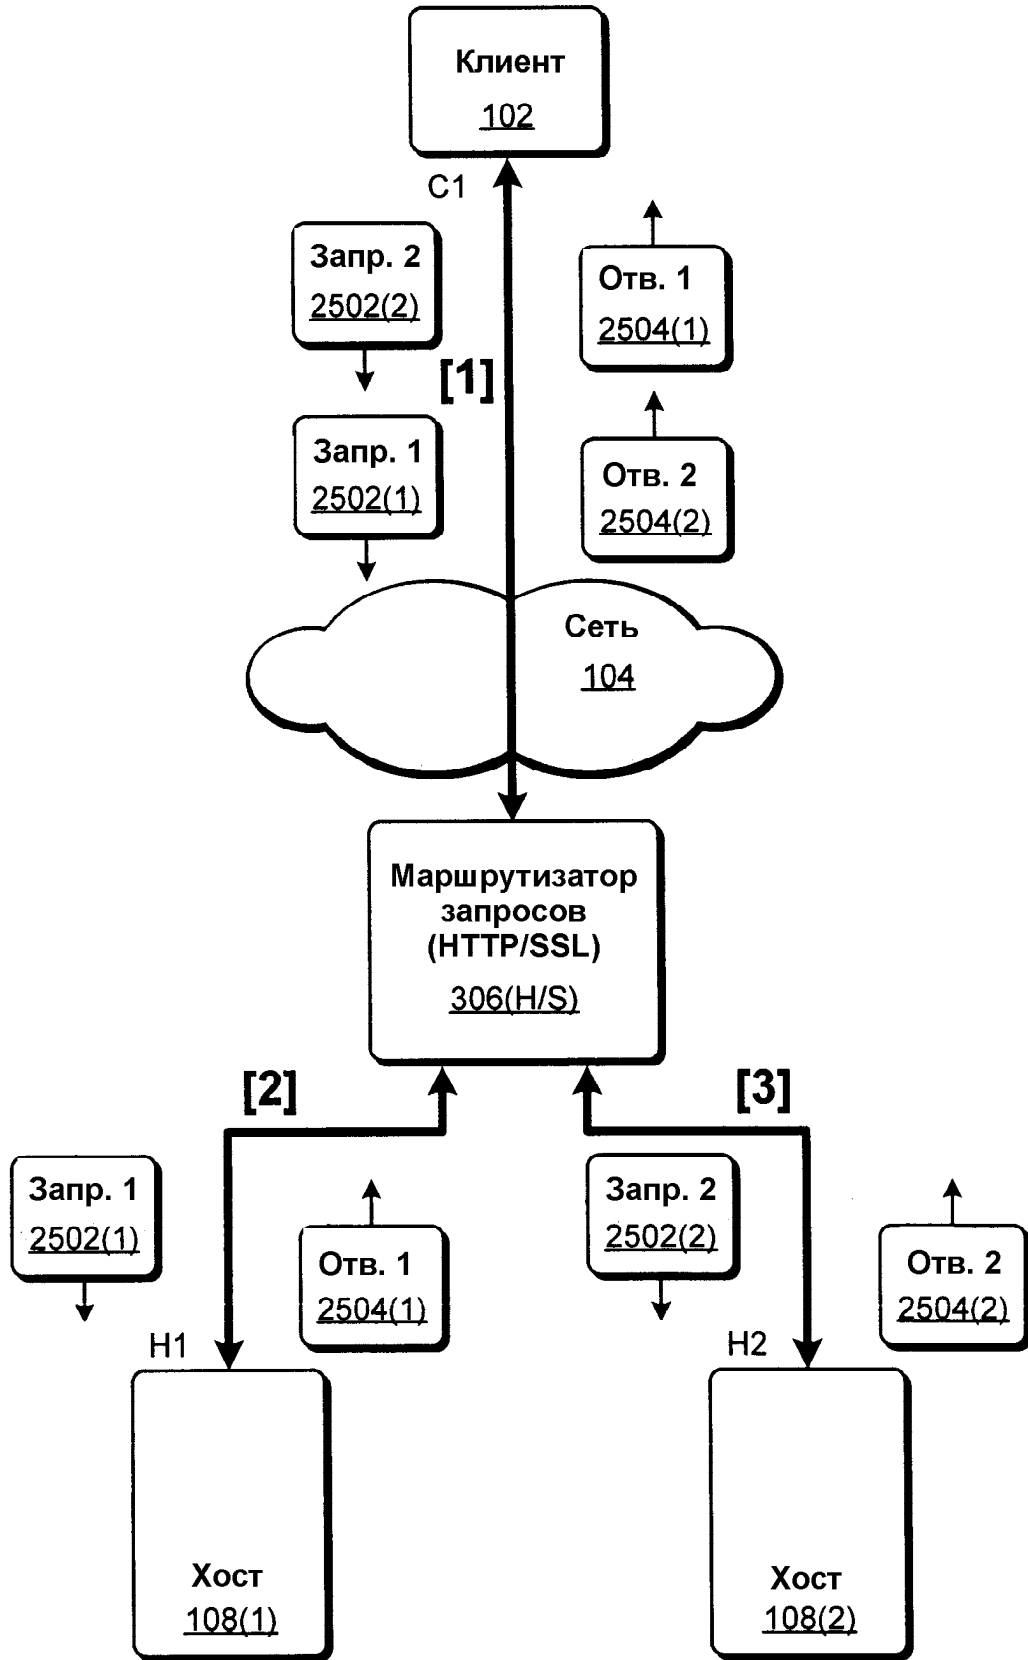 Клиент
102
C1
Запр. 2
2502(2)
Отв. 1
2504(1)
[1]
Запр. 1
2502(1)
Отв. 2
2504(2)
Сеть
104
Маршрутизатор
запросов
(HTTP/SSL)
306(H/S)
[2]
[3]
Запр. 1
2502(1)
Отв. 1
2504(1)
Запр. 2
2502(2)
Отв. 2
2504(2)
H1
H2
Хост
108(1)
Хост
108(2)